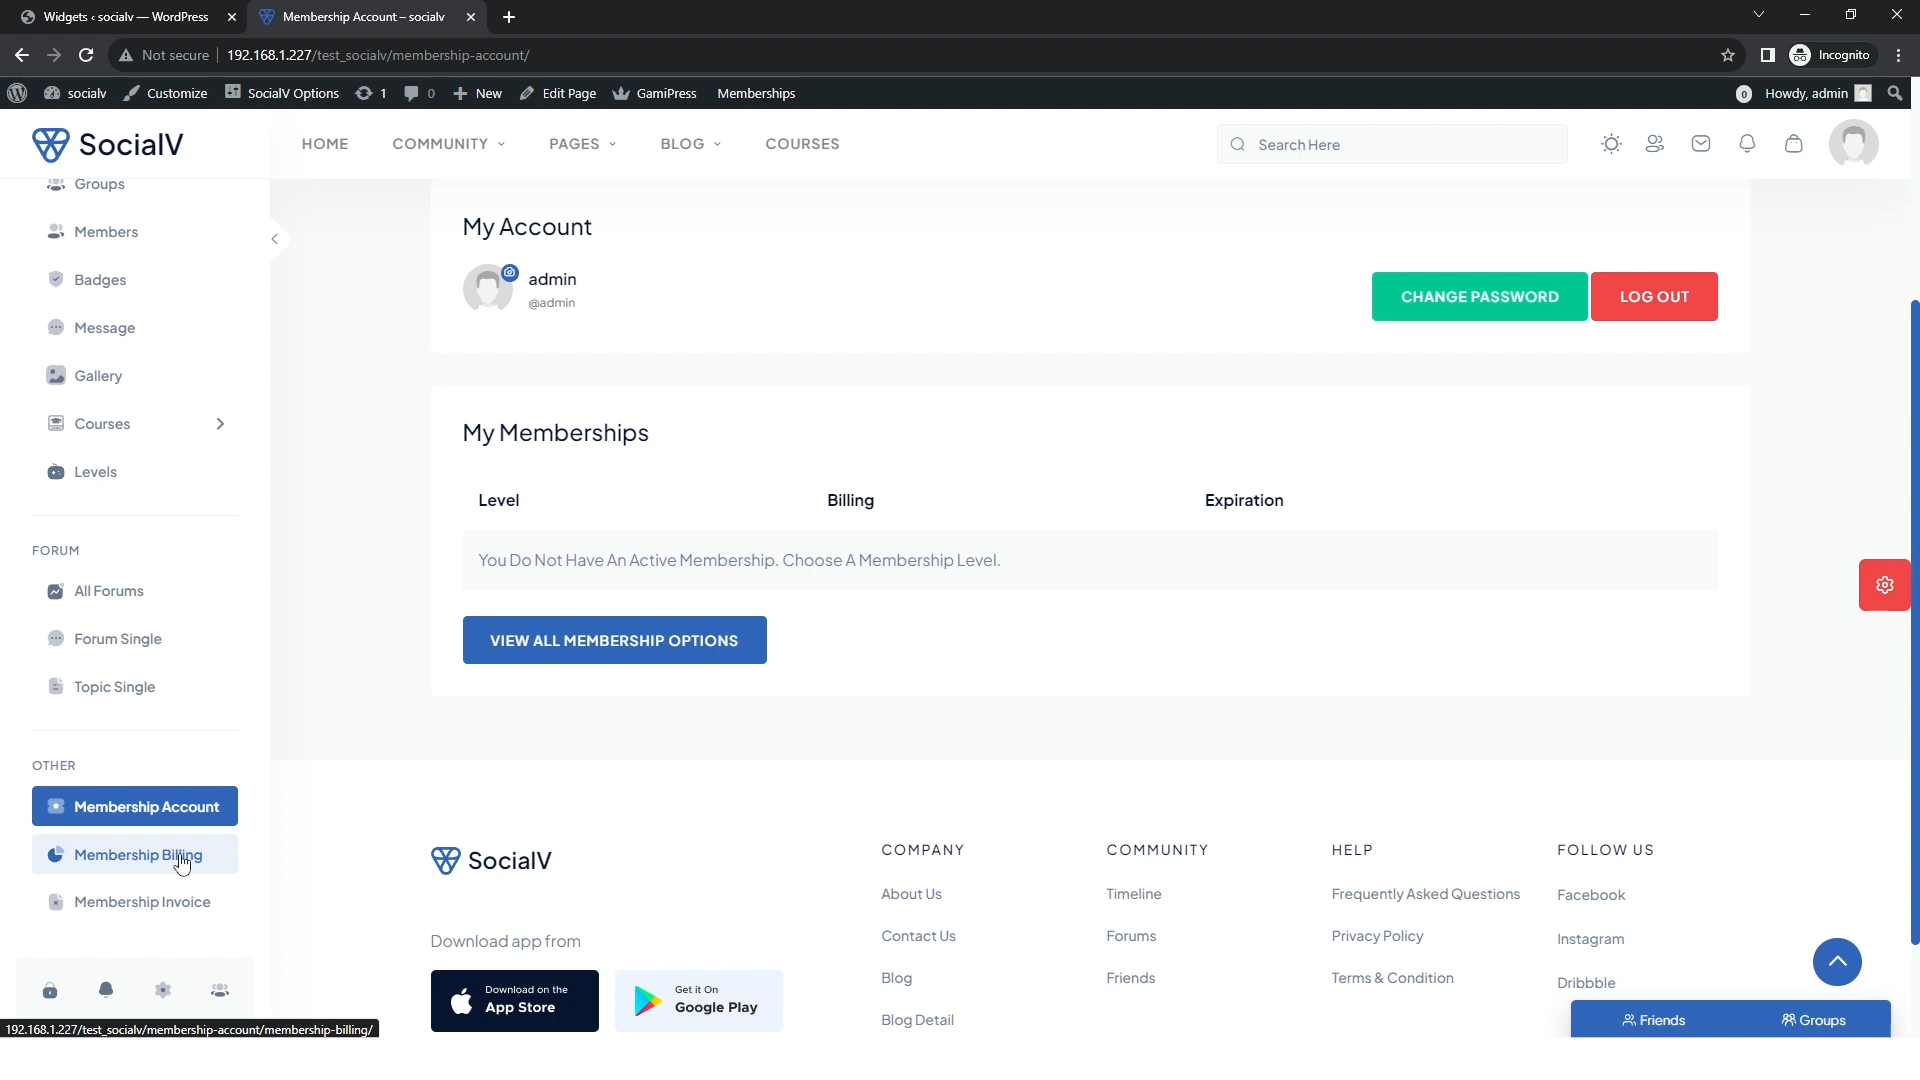 Widgets ‹ socialv — WordPress
Membership Account – socialv
Not secure
192.168.1.227/test_socialv/membership-account/
Incognito
socialv
Customize
SocialV Options
1
0
New
Edit Page
GamiPress
Memberships
0
Howdy, admin
SocialV
HOME
COMMUNITY
PAGES
BLOG
COURSES
Search Here
Groups
Members
Badges
Message
Gallery
Courses
Levels
FORUM
All Forums
Forum Single
Topic Single
OTHER
Membership Account
Membership Billing
Membership Invoice
192.168.1.227/test_socialv/membership-account/membership-billing/
My Account
admin
@admin
CHANGE PASSWORD
LOG OUT
My Memberships
Level
Billing
Expiration
You Do Not Have An Active Membership. Choose A Membership Level.
VIEW ALL MEMBERSHIP OPTIONS
SocialV
Download app from
Download on the
App Store
Get it On
Google Play
COMPANY
About Us
Contact Us
Blog
Blog Detail
COMMUNITY
Timeline
Forums
Friends
HELP
Frequently Asked Questions
Privacy Policy
Terms & Condition
FOLLOW US
Facebook
Instagram
Dribbble
Friends
Groups